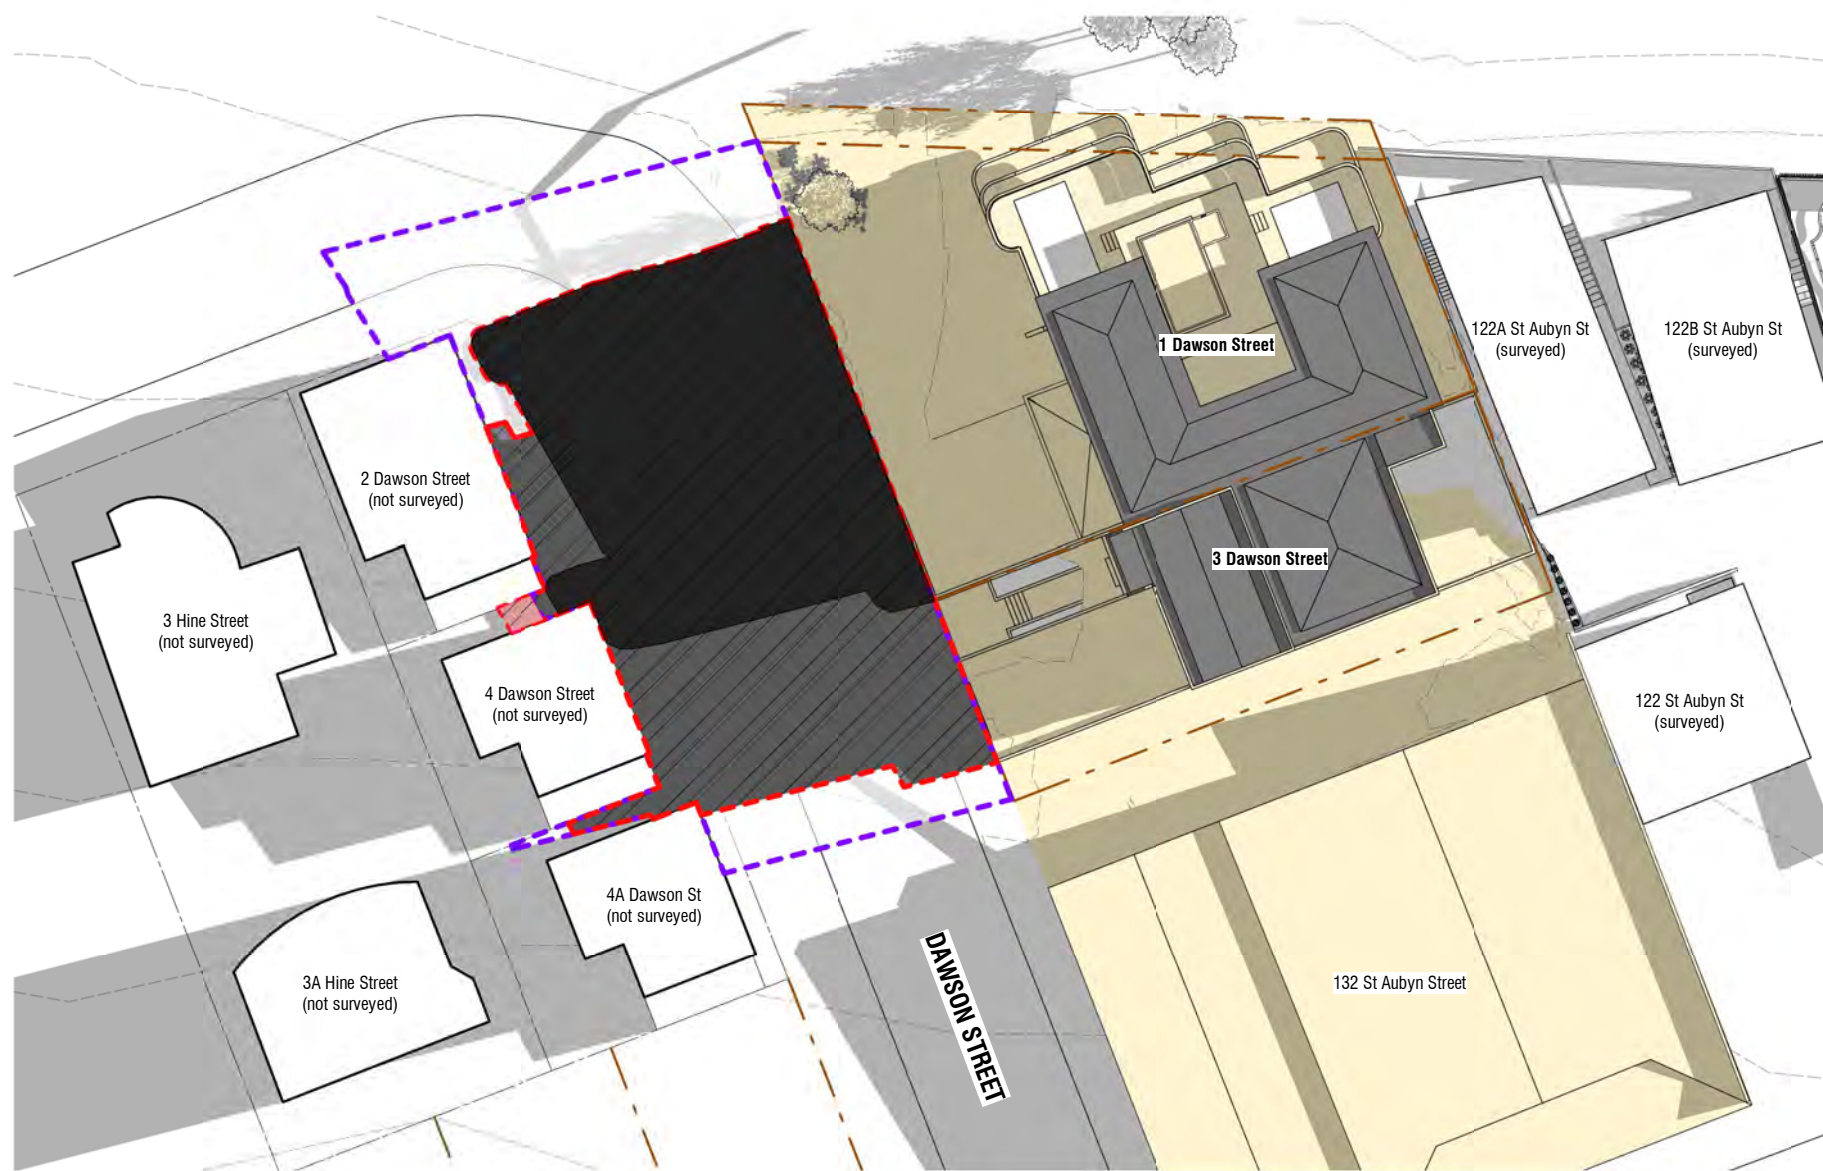 1 Dawson Street
122A St Aubyn St
(surveyed)
122B St Aubyn St
(surveyed)
2 Dawson Street
(not surveyed)
3 Dawson Street
3 Hine Street
(not surveyed)
4 Dawson Street
(not surveyed)
122 St Aubyn St
(surveyed)
4A Dawson St
(not surveyed)
3A Hine Street
(not surveyed)
DAWSON STREET
132 St Aubyn Street